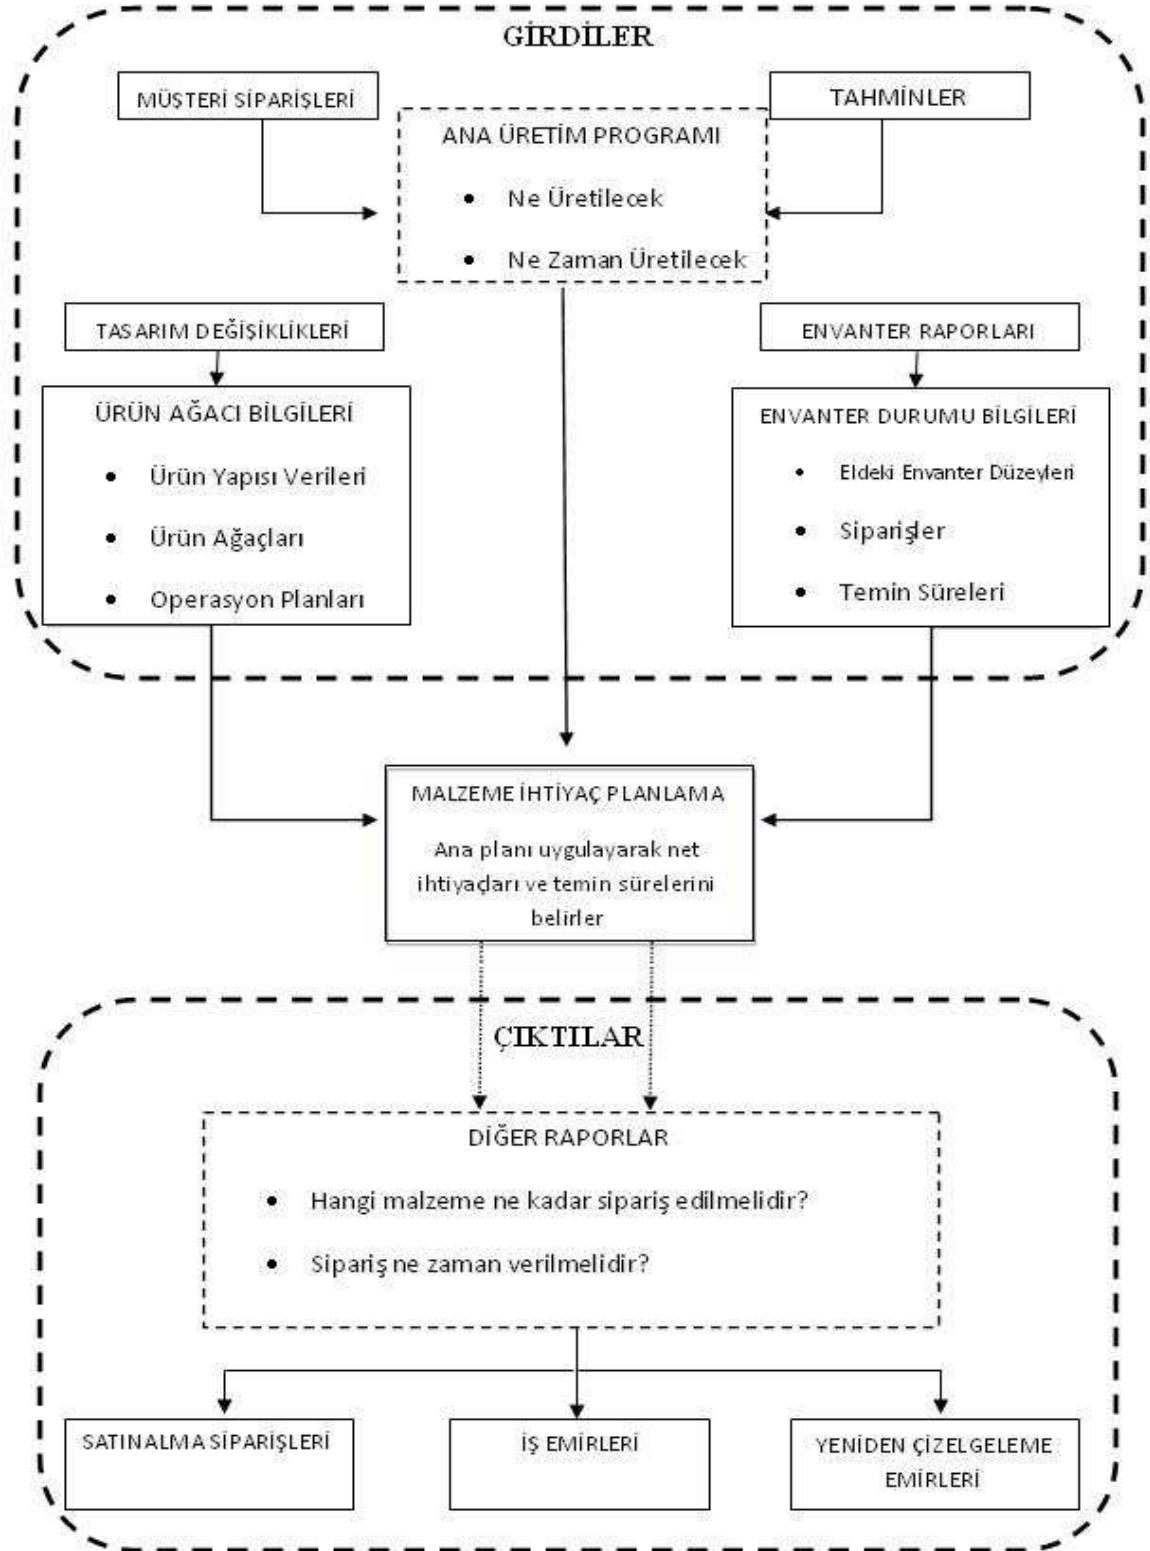 GİRDİLER
MÜŞTERİ SİPARİŞLERİ
TAHMİNLER
ANA ÜRETİM PROGRAMI
• Ne Üretilecek
• Ne Zaman Üretilecek
TASARIM DEĞİŞİKLİKLERİ
ENVANTER RAPORLARI
ÜRÜN AĞACI BİLGİLERİ
• Ürün Yapısı Verileri
• Ürün Ağaçları
• Operasyon Planları
ENVANTER DURUMU BİLGİLERİ
• Eldeki Envanter Düzeyleri
• Siparişler
• Temin Süreleri
MALZEME İHTİYAÇ PLANLAMA
Ana planı uygulayarak net
ihtiyaçları ve temin sürelerini
belirler
ÇIKTILAR
DİĞER RAPORLAR
• Hangi malzeme ne kadar sipariş edilmelidir?
• Sipariş ne zaman verilmelidir?
SATINALMA SİPARİŞLERİ
İŞ EMİRLERİ
YENİDEN ÇİZELGELEME
EMİRLERİ